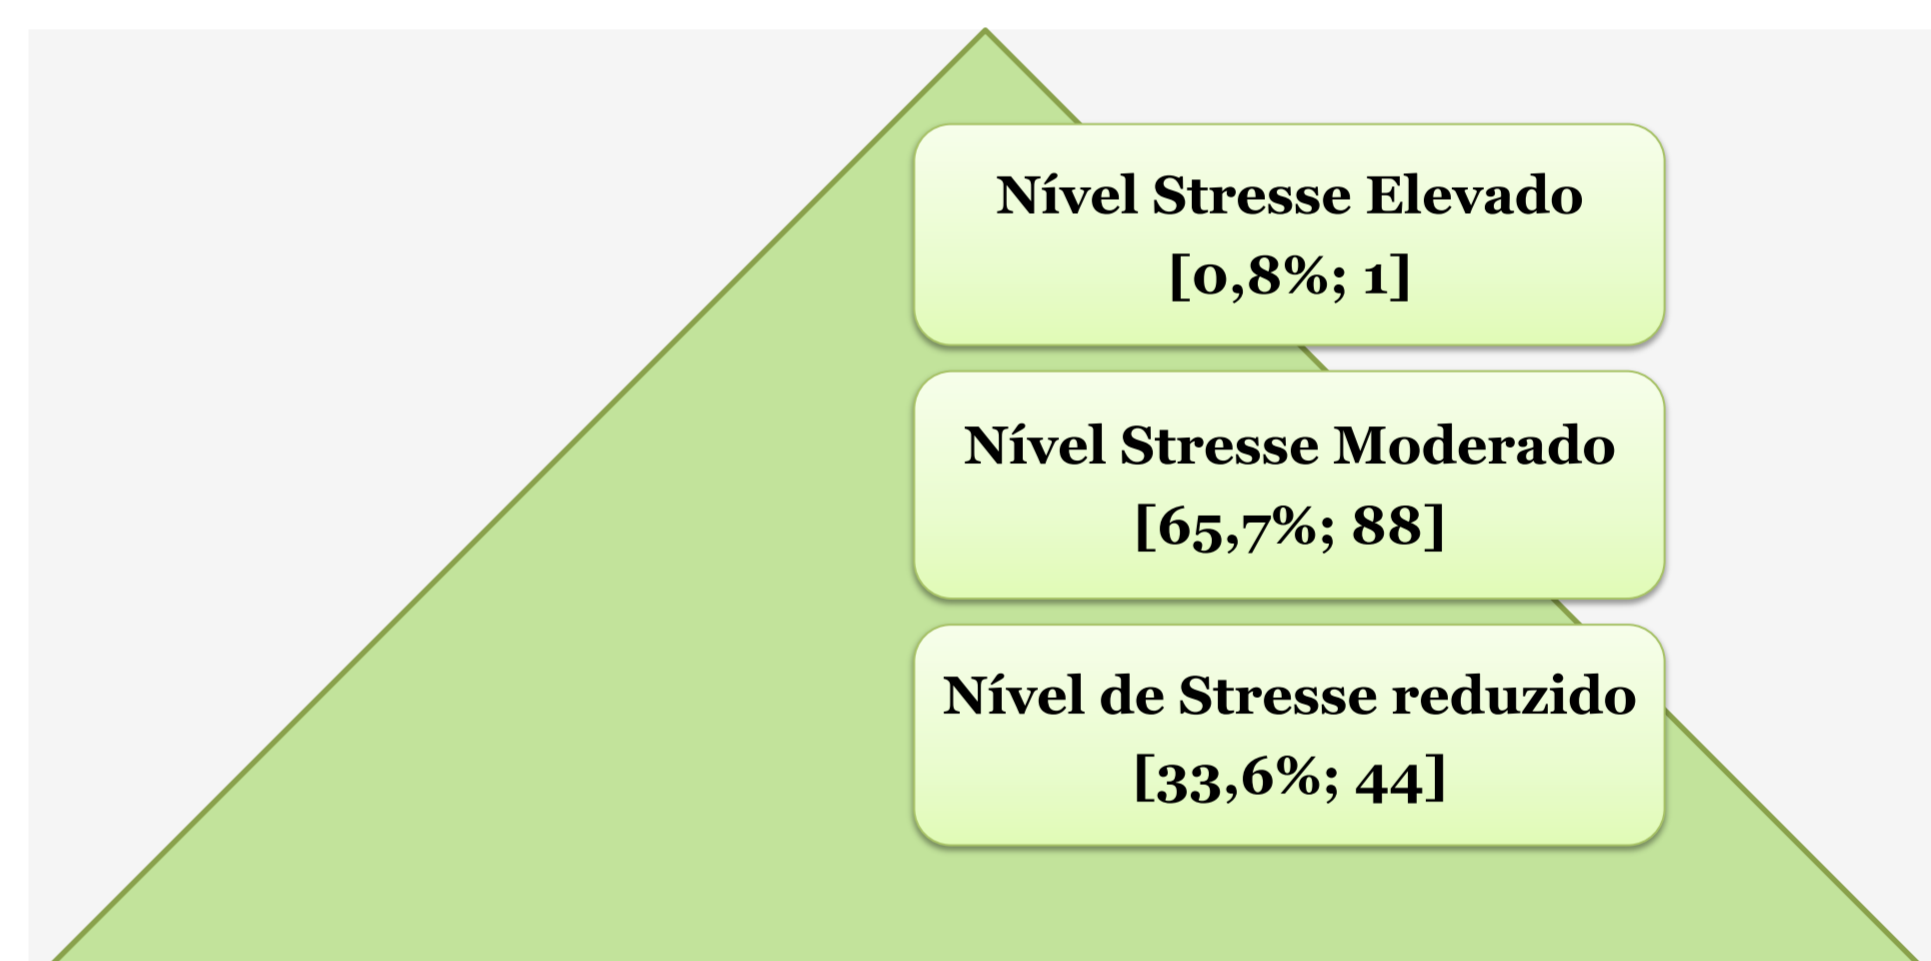 Nível Stresse Elevado
[0,8%; 1]
Nível Stresse Moderado
[65,7%; 88]
Nível de Stresse reduzido
[33,6%; 44]